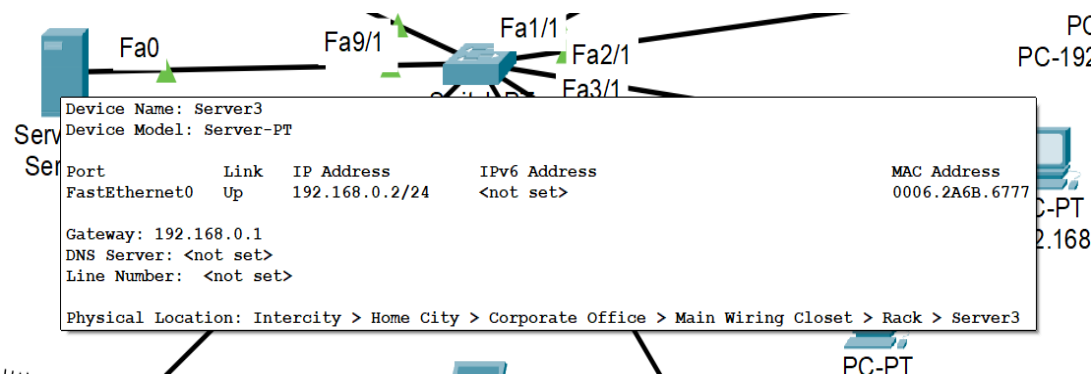 Fa0
Fa9/1
Fa1/1
Fa2/1
Fa3/1
PC-192
Device Name: Server3
Device Model: Server-PT
Port Link IP Address IPv6 Address MAC Address
FastEthernet0 Up 192.168.0.2/24 <not set> 0006.2A6B.6777
Gateway: 192.168.0.1
DNS Server: <not set>
Line Number: <not set>
Physical Location: Intercity > Home City > Corporate Office > Main Wiring Closet > Rack > Server3
PC-PT